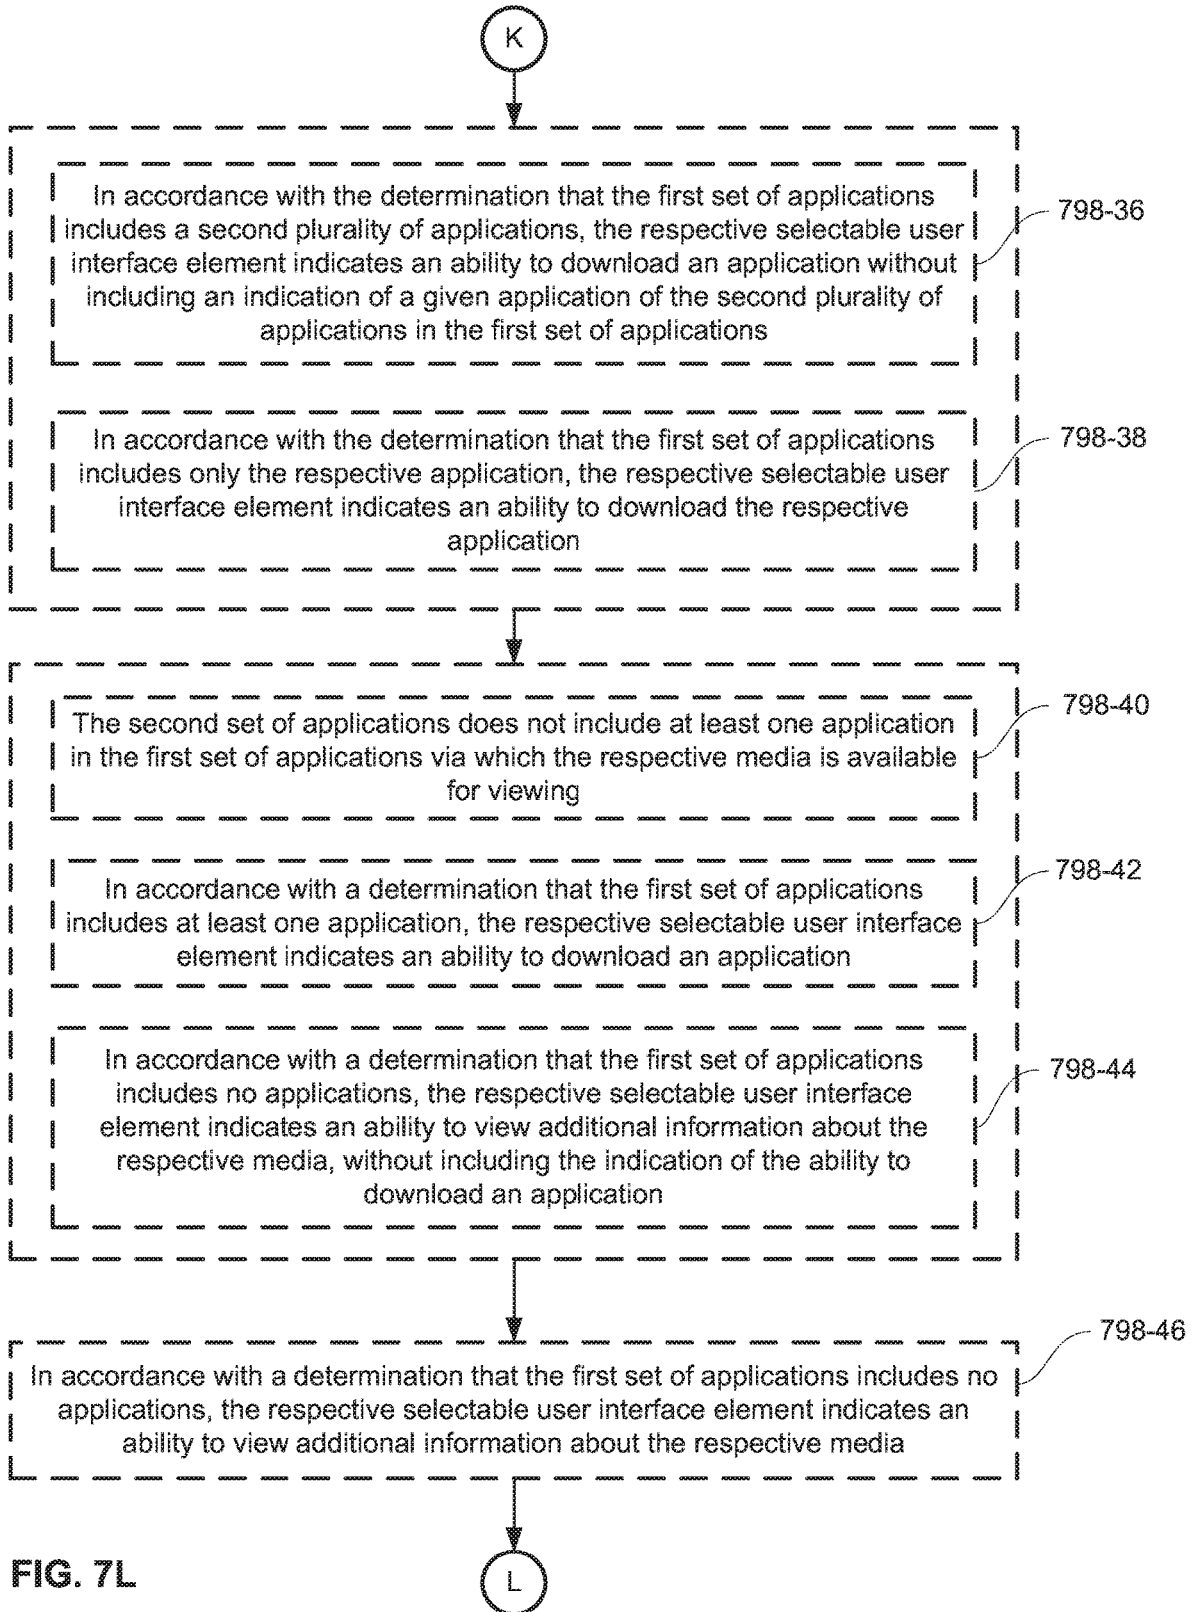 K
In accordance with the determination that the first set of applications
includes a second plurality of applications, the respective selectable user
interface element indicates an ability to download an application without
including an indication of a given application of the second plurality of
applications in the first set of applications
798-36
In accordance with the determination that the first set of applications
includes only the respective application, the respective selectable user
interface element indicates an ability to download the respective
application
798-38
The second set of applications does not include at least one application
in the first set of applications via which the respective media is available
for viewing
798-40
In accordance with a determination that the first set of applications
includes at least one application, the respective selectable user interface
element indicates an ability to download an application
798-42
In accordance with a determination that the first set of applications
includes no applications, the respective selectable user interface
element indicates an ability to view additional information about the
respective media, without including the indication of the ability to
download an application
798-44
In accordance with a determination that the first set of applications includes no
applications, the respective selectable user interface element indicates an
ability to view additional information about the respective media
798-46
FIG. 7L
L